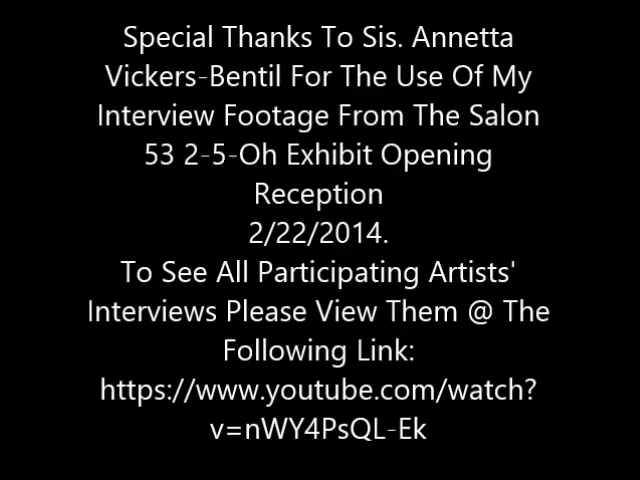 Special Thanks To Sis. Annetta
Vickers-Bentil For The Use Of My
Interview Footage From The Salon
53 2-5-Oh Exhibit Opening
Reception
2/22/2014.
To See All Participating Artists'
Interviews Please View Them @ The
Following Link:
https://www.youtube.com/watch?
v=nWY4PsQL-Ek